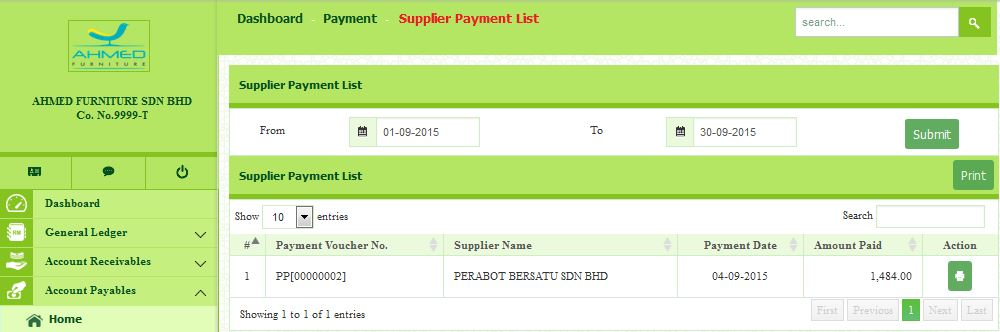 Dashboard - Payment - Supplier Payment List
search...
AHMED
FURNITURE
AHMED FURNITURE SDN BHD
Co. No.9999-T
Supplier Payment List
From 01-09-2015 To 30-09-2015 Submit
Supplier Payment List Print
Dashboard
General Ledger
RM
Account Receivables
Account Payables
Home
Show 10 entries Search
# Payment Voucher No. Supplier Name Payment Date Amount Paid Action
1 PP[00000002] PERABOT BERSATU SDN BHD 04-09-2015 1,484.00
Showing 1 to 1 of 1 entries First Previous 1 Next Last